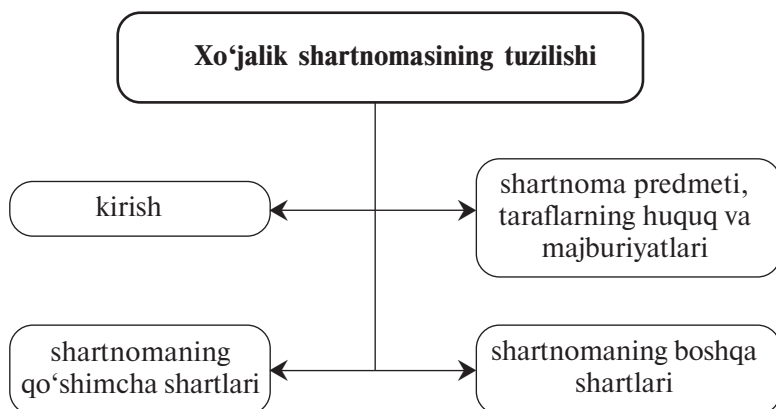 Xo‘jalik shartnomasining tuzilishi
kirish
shartnoma predmeti,
taraflarning huquq va
majburiyatlari
shartnomaning
qo‘shimcha shartlari
shartnomaning boshqa
shartlari